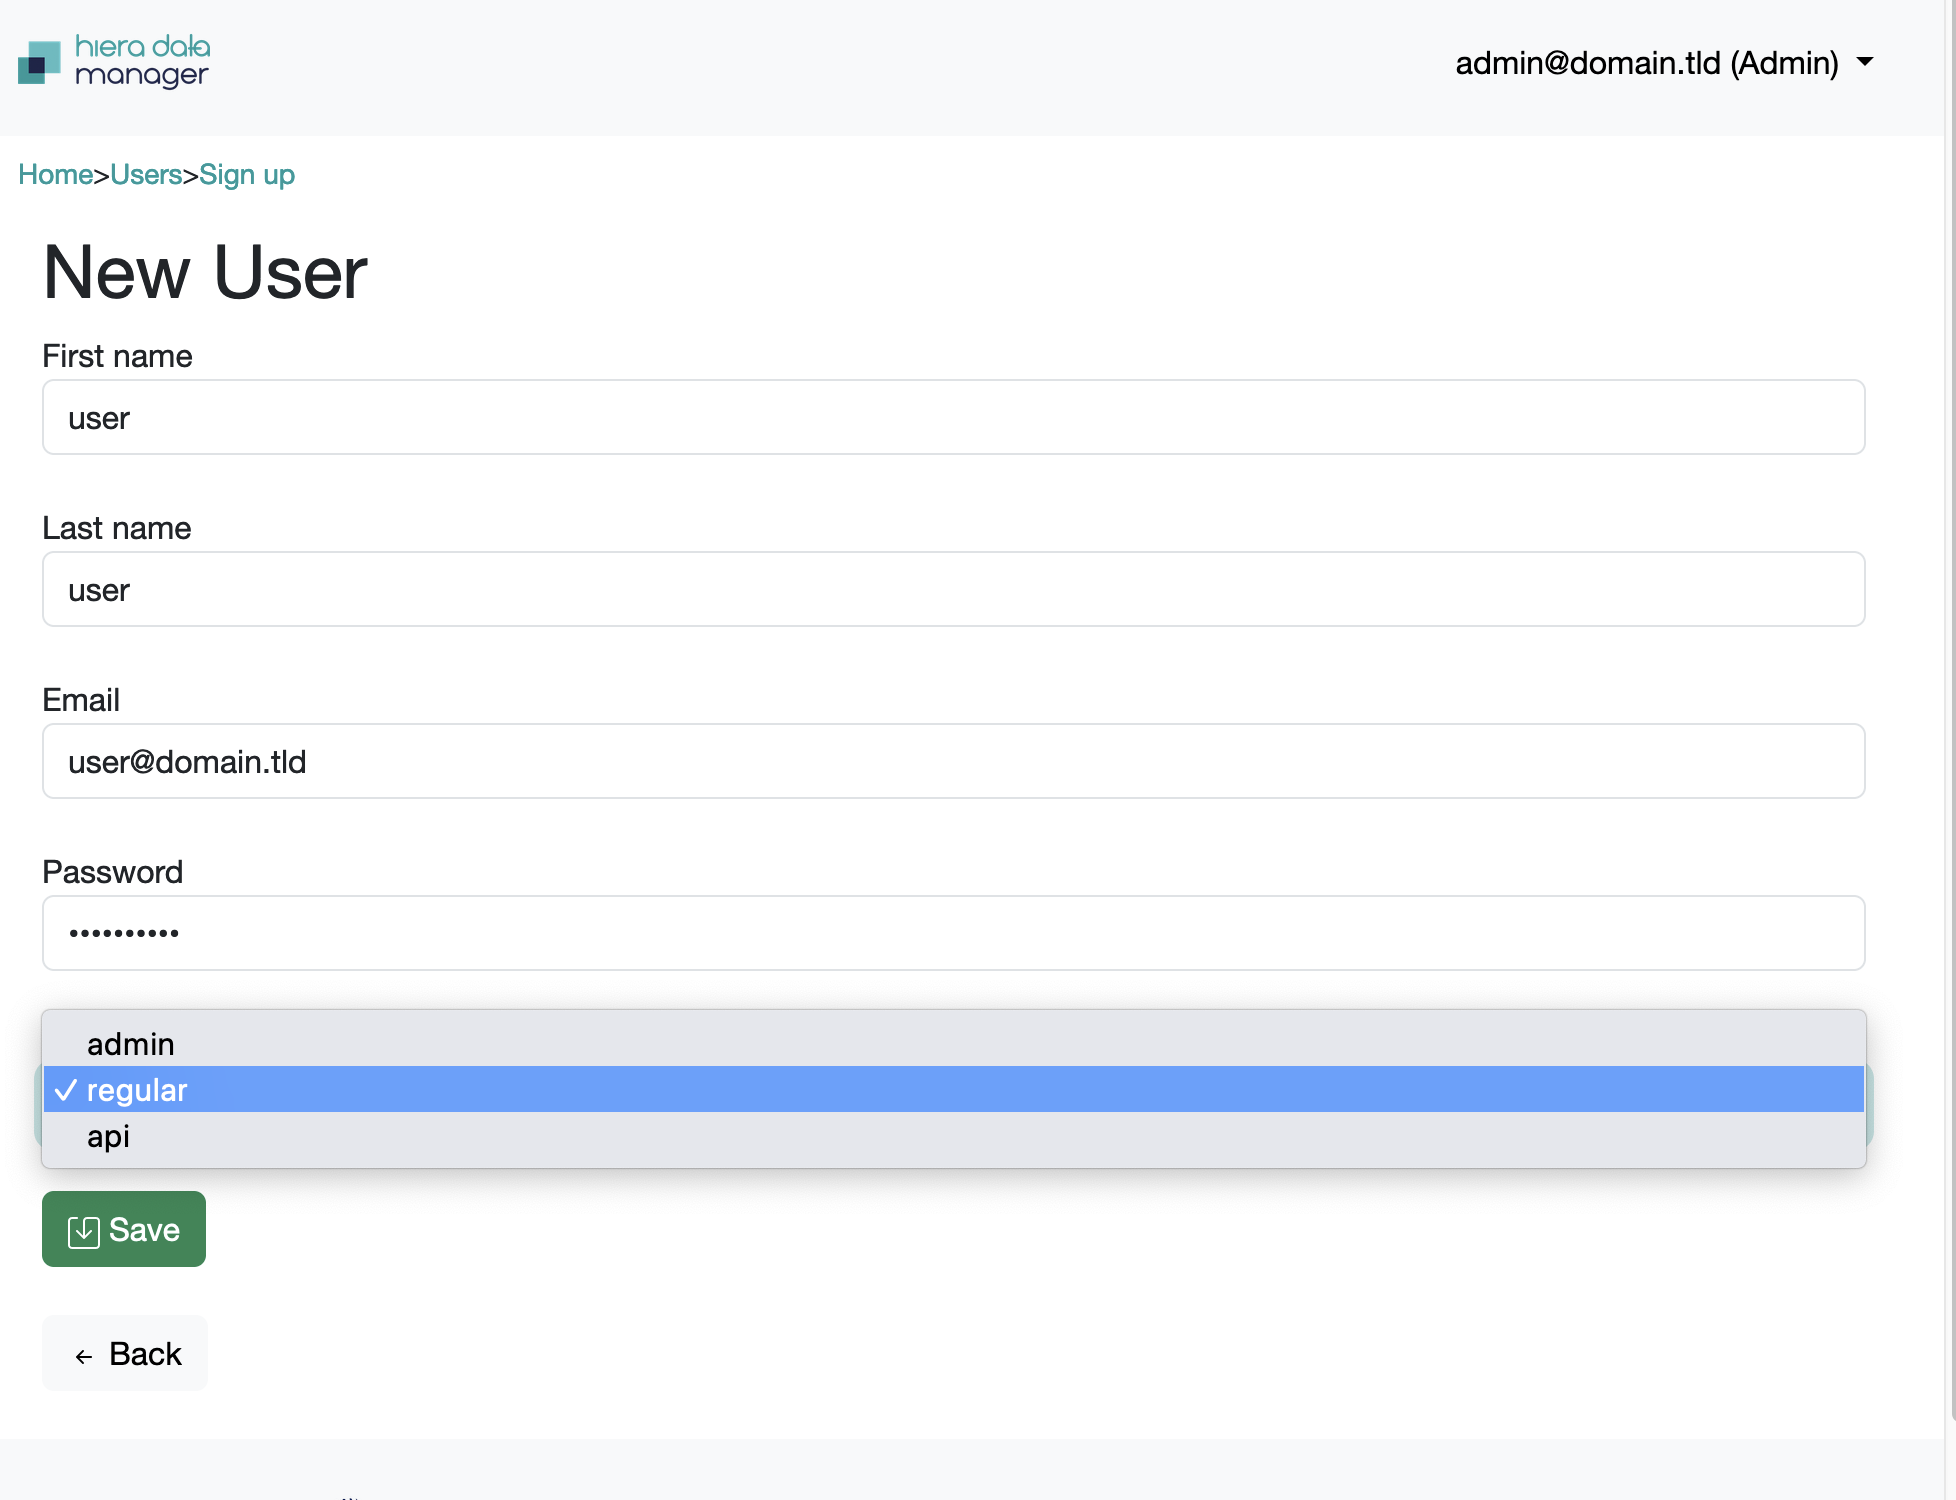 hiera data
manager
admin@domain.tld (Admin)
Home>Users>Sign up
New User
First name
user
Last name
user
Email
user@domain.tld
Password
••••••••••
admin
✓ regular
api
Save
← Back